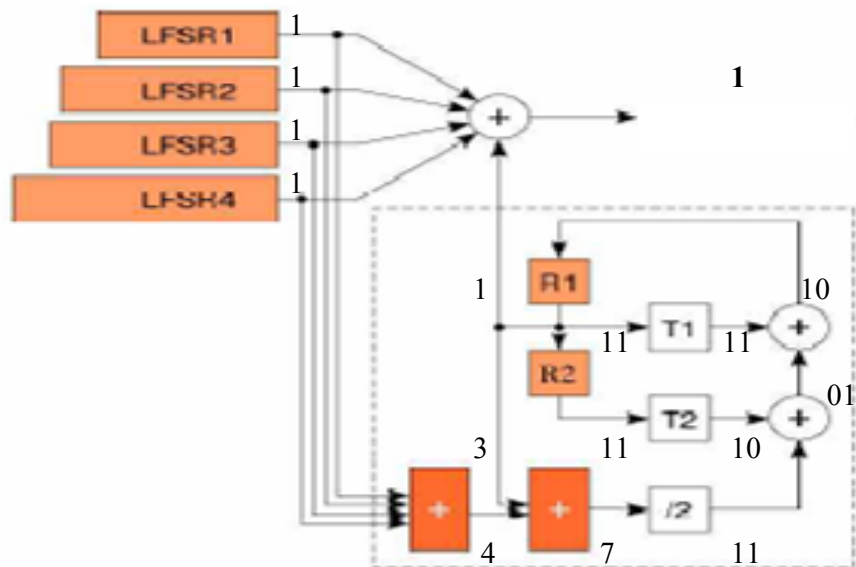 LFSR1 1
LFSR2 1
1
LFSR3 1
LFSR4 1
+
R1
1
10
11 T1 11 +
R2
01
11 T2 10 +
3
+ + /2
4 7 11